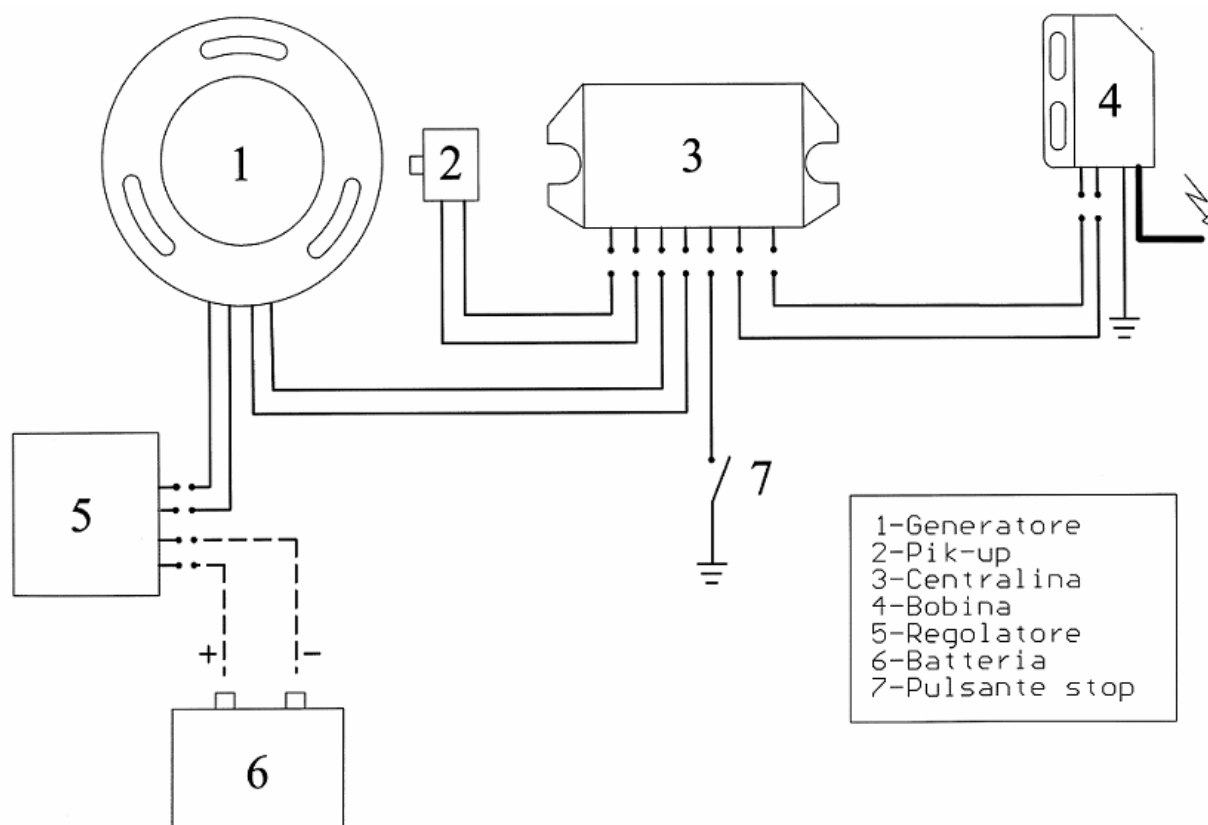 1
2
3
4
5
6
7
+
-
1-Generatore
2-Pik-up
3-Centralina
4-Bobina
5-Regolatore
6-Batteria
7-Pulsante stop